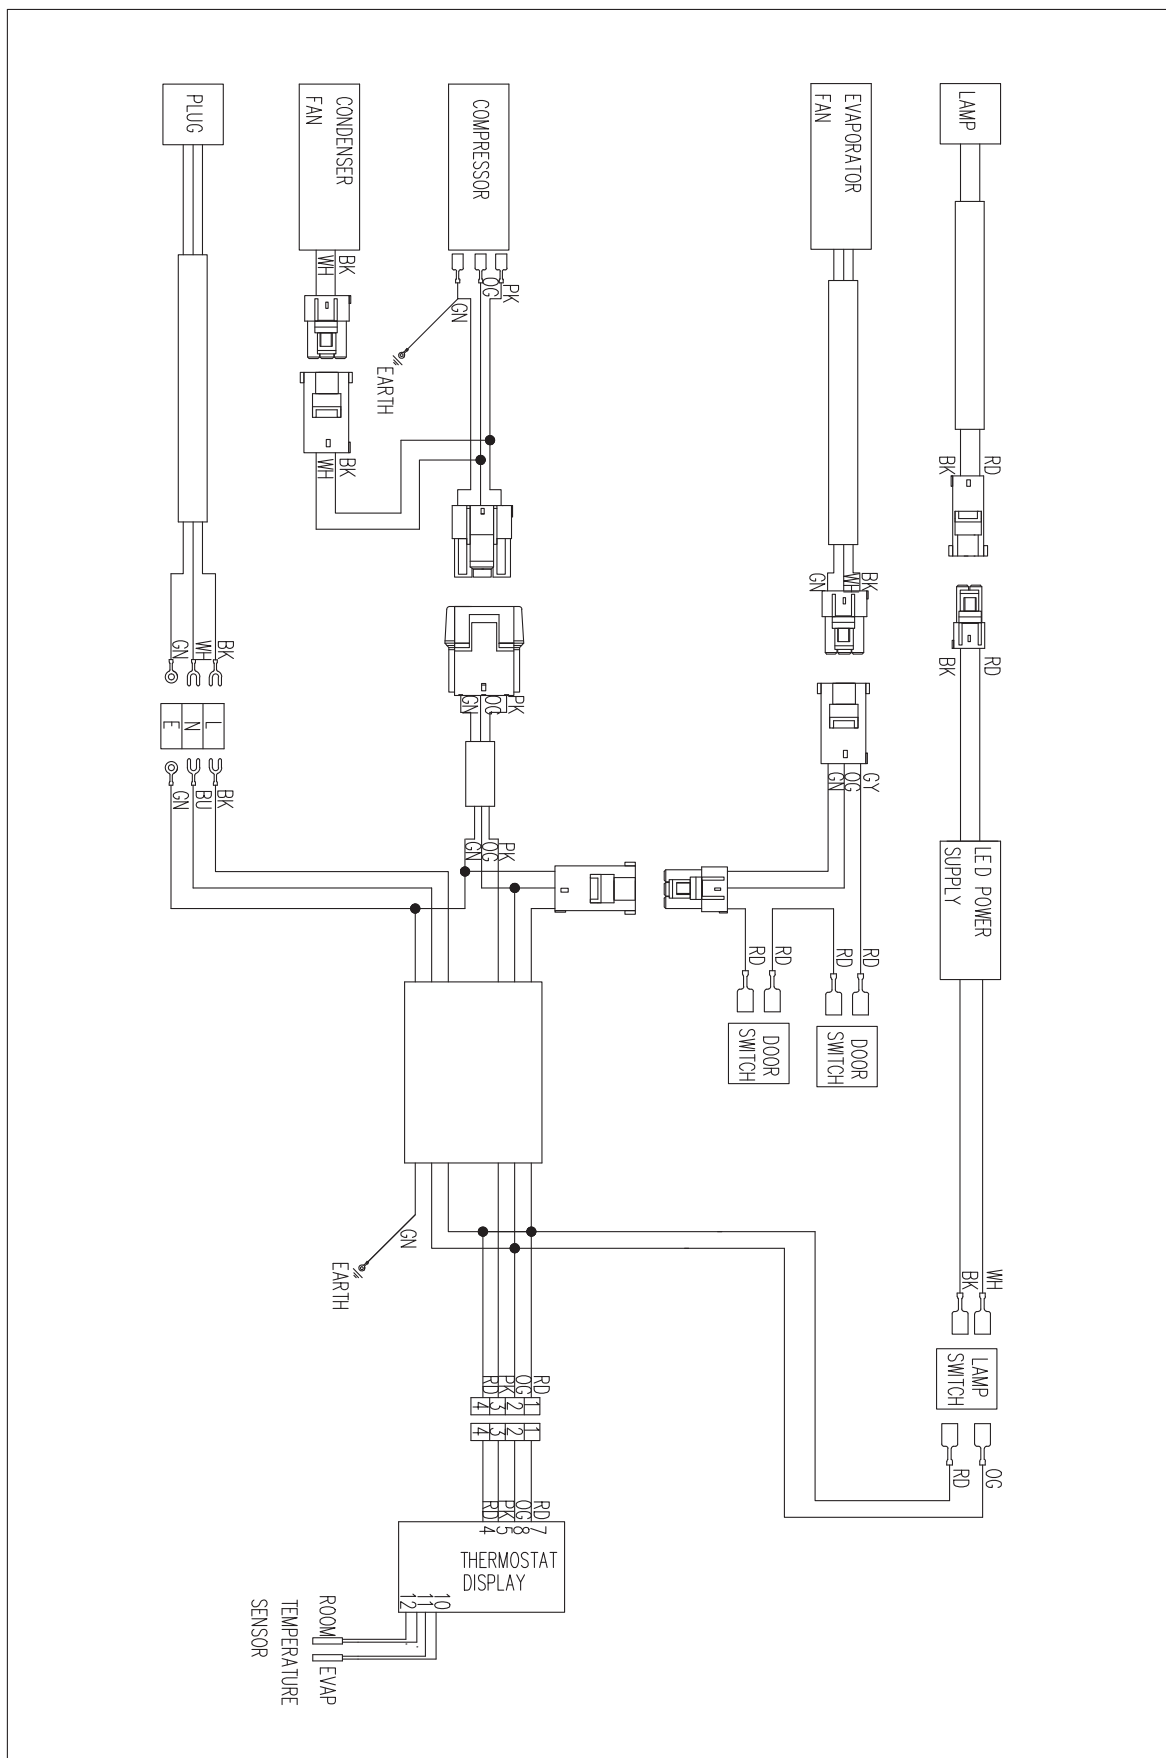 PLUG
CONDENSER
FAN
COMPRESSOR
EVAPORATOR
FAN
LAMP
BK
WH
PK
OG
GN
EARTH
BK
WH
RD
BK
BK
WH
GN
RD
BK
BK
WH
GN
L
N
E
BK
BU
GN
PK
OG
GN
PK
OG
GN
GY
OG
GN
LED POWER
SUPPLY
RD
RD
RD
RD
DOOR
SWITCH
DOOR
SWITCH
GN
EARTH
WH
BK
LAMP
SWITCH
OG
RD
RD
OG
PK
RD
1
2
3
4
1
2
3
4
RD
OG
PK
RD
7
8
5
4
THERMOSTAT
DISPLAY
10
11
12
ROOM
EVAP
TEMPERATURE
SENSOR